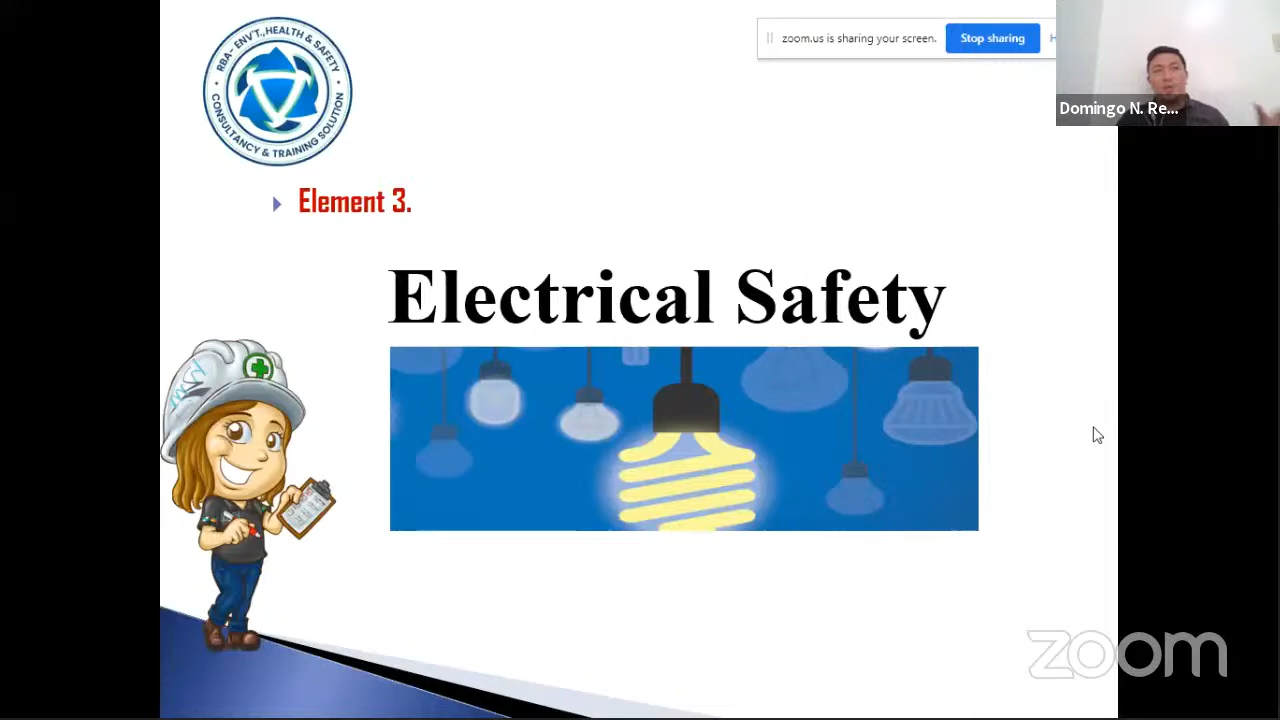 RBA- ENV'T.,HEALTH & SAFETY
CONSULTANCY & TRAINING SOLUTION
zoom.us is sharing your screen.
Stop sharing
H
Domingo N. Re...
Element 3.
Electrical Safety
zoom